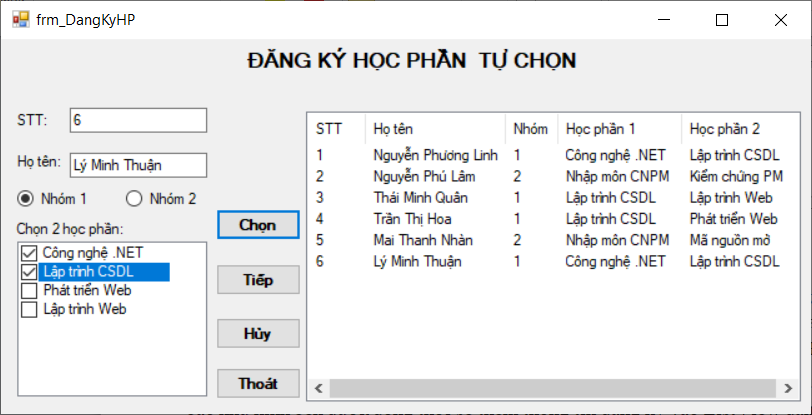 frm_DangKyHP
ĐĂNG KÝ HỌC PHẦN TỰ CHỌN
STT: 6
Họ tên: Lý Minh Thuận
Nhóm 1 Nhóm 2
Chọn 2 học phần:
Công nghệ .NET
Lập trình CSDL
Phát triển Web
Lập trình Web
Chọn
Tiếp
Hủy
Thoát
STT Họ tên Nhóm Học phần 1 Học phần 2
1 Nguyễn Phương Linh 1 Công nghệ .NET Lập trình CSDL
2 Nguyễn Phú Lâm 2 Nhập môn CNPM Kiểm chứng PM
3 Thái Minh Quân 1 Lập trình CSDL Lập trình Web
4 Trần Thị Hoa 1 Lập trình CSDL Phát triển Web
5 Mai Thanh Nhàn 2 Nhập môn CNPM Mã nguồn mở
6 Lý Minh Thuận 1 Công nghệ .NET Lập trình CSDL